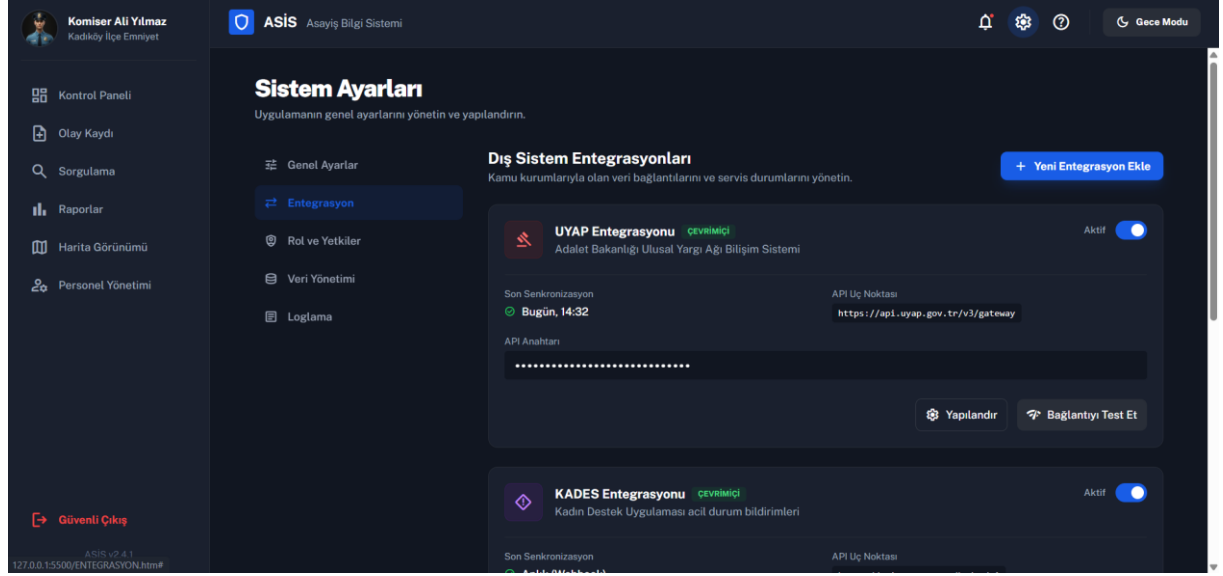 Komiser Ali Yılmaz
Kadıköy İlçe Emniyet
ASİS Asayiş Bilgi Sistemi
Gece Modu
Kontrol Paneli
Olay Kaydı
Sorgulama
Raporlar
Harita Görünümü
Personel Yönetimi
Güvenli Çıkış
ASİS v2.4.1
127.0.0.1:5500/ENTEGRASYON.htm#
Sistem Ayarları
Uygulamanın genel ayarlarını yönetin ve yapılandırın.
Genel Ayarlar
Entegrasyon
Rol ve Yetkiler
Veri Yönetimi
Loglama
Dış Sistem Entegrasyonları
Kamu kurumlarıyla olan veri bağlantılarını ve servis durumlarını yönetin.
+ Yeni Entegrasyon Ekle
UYAP Entegrasyonu ÇEVRİMİÇİ
Adalet Bakanlığı Ulusal Yargı Ağı Bilişim Sistemi
Aktif
Son Senkronizasyon
Bugün, 14:32
API Uç Noktası
https://api.uyap.gov.tr/v3/gateway
API Anahtarı
Yapılandır
Bağlantıyı Test Et
KADES Entegrasyonu ÇEVRİMİÇİ
Kadın Destek Uygulaması acil durum bildirimleri
Aktif
Son Senkronizasyon
Anlık (Webhook)
API Uç Noktası